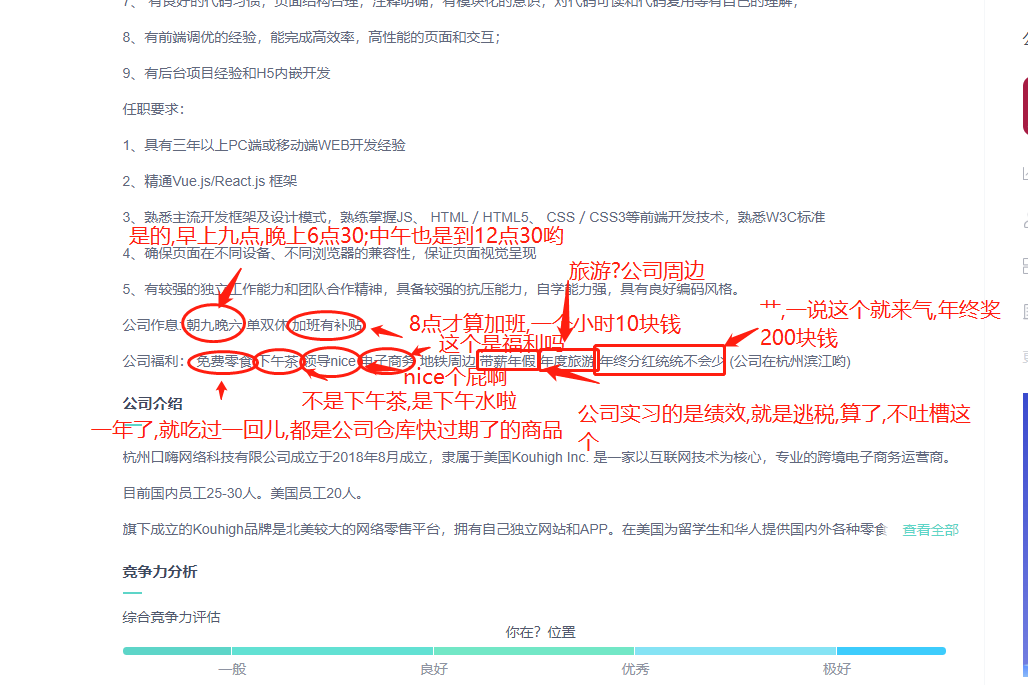 7、有良好的代码习惯，页面结构合理，注释明确，有模块化的意识，对代码可读和代码复用等有自己的理解；
8、有前端调优的经验，能完成高效率，高性能的页面和交互；
9、有后台项目经验和H5内嵌开发
任职要求：
1、具有三年以上PC端或移动端WEB开发经验
2、精通Vue.js/React.js 框架
3、熟悉主流开发框架及设计模式，熟练掌握JS、 HTML / HTML5、 CSS / CSS3等前端开发技术，熟悉W3C标准
是的,早上九点,晚上6点30;中午也是到12点30哟
4、确保页面在不同设备、不同浏览器的兼容性，保证页面视觉呈现
旅游?公司周边
5、有较强的独立工作能力和团队合作精神，具备较强的抗压能力，自学能力强，具有良好编码风格。
艹,一说这个就来气,年终奖
200块钱
公司作息:朝九晚六 单双休 加班有补贴
8点才算加班,一个小时10块钱
这个是福利吗
公司福利： 免费零食 下午茶 领导nice 电子商务 地铁周边 带薪年假 年度旅游 年终分红统统不会少 (公司在杭州滨江哟)
nice个屁啊
公司介绍
不是下午茶,是下午水啦
公司实习的是绩效,就是逃税,算了,不吐槽这
个
一年了,就吃过一回儿,都是公司仓库快过期了的商品
杭州口嗨网络科技有限公司成立于2018年8月成立，隶属于美国Kouhigh Inc. 是一家以互联网技术为核心，专业的跨境电子商务运营商。
目前国内员工25-30人。美国员工20人。
旗下成立的Kouhigh品牌是北美较大的网络零售平台，拥有自己独立网站和APP。在美国为留学生和华人提供国内外各种零食
查看全部
竞争力分析
综合竞争力评估
你在？位置
一般
良好
优秀
极好